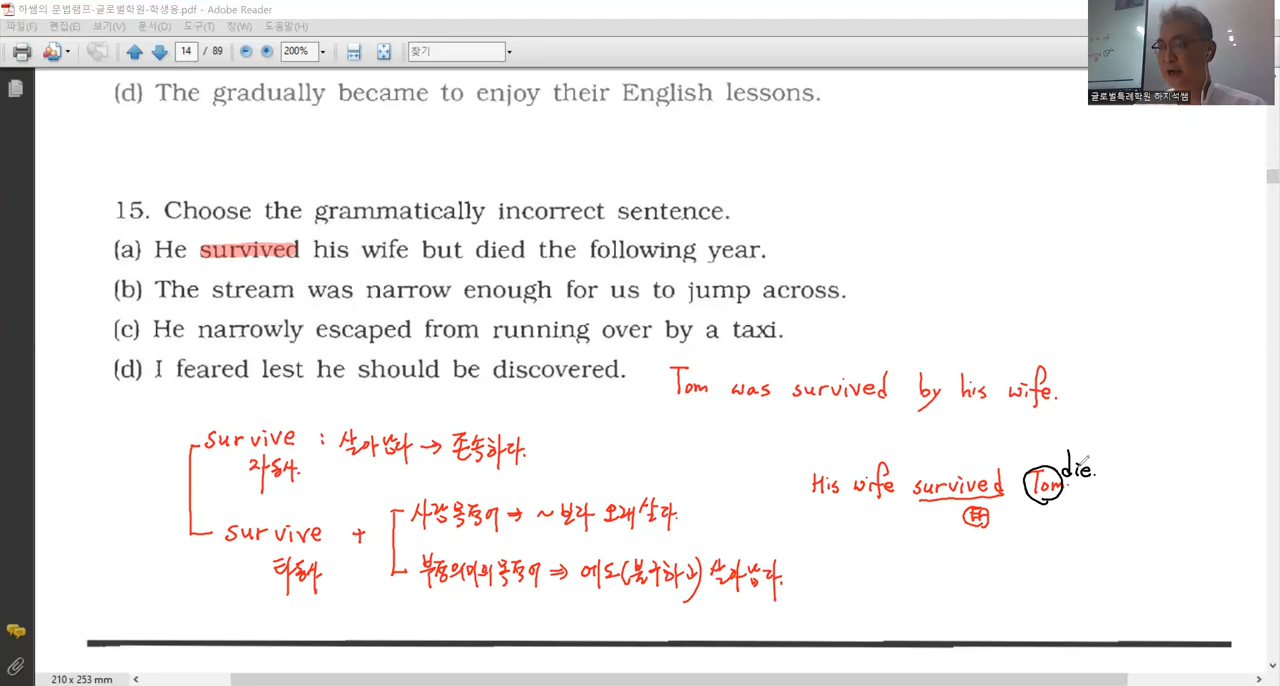 하쌤의 문법램프-글로벌학원-학생용.pdf - Adobe Reader
파일(F) 편집(E) 보기(V) 문서(D) 도구(T) 창(W) 도움말(H)
14 / 89 200% 찾기
글로벌특례학원 하지석쌤
(d) The gradually became to enjoy their English lessons.
15. Choose the grammatically incorrect sentence.
(a) He survived his wife but died the following year.
(b) The stream was narrow enough for us to jump across.
(c) He narrowly escaped from running over by a taxi.
(d) I feared lest he should be discovered.
Tom was survived by his wife.
survive : 살아남다 → 존속하다.
자동사.
His wife survived Tom. die.
타
survive + 사람목적어 ⇒ ~보다 오래살다.
타동사
부정의미의 목적어 ⇒ 에도(불구하고) 살아남다.
210 x 253 mm